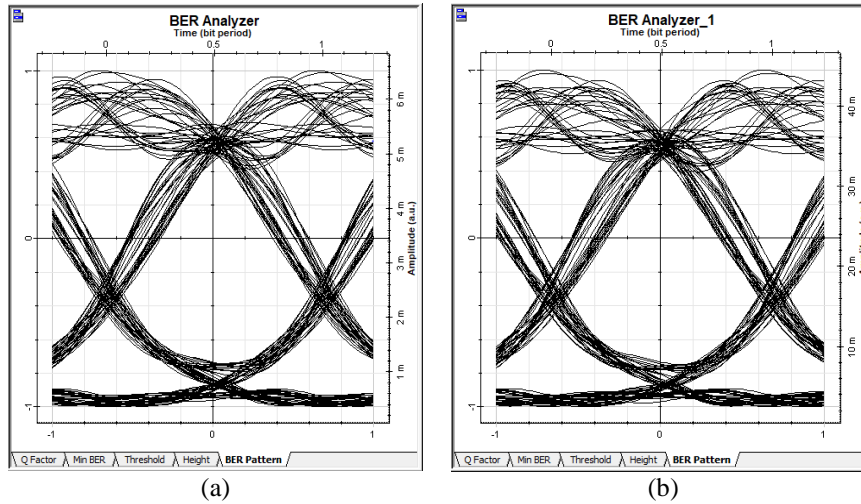 BER Analyzer
Time (bit period)
0 0.5 1
1
0
-1
6 m
5 m
4 m
3 m
2 m
1 m
Amplitude (a.u.)
-1 0 1
Q Factor Min BER Threshold Height BER Pattern
(a)
BER Analyzer_1
Time (bit period)
0 0.5 1
1
0
-1
40 m
30 m
20 m
10 m
-1 0 1
Q Factor Min BER Threshold Height BER Pattern
(b)